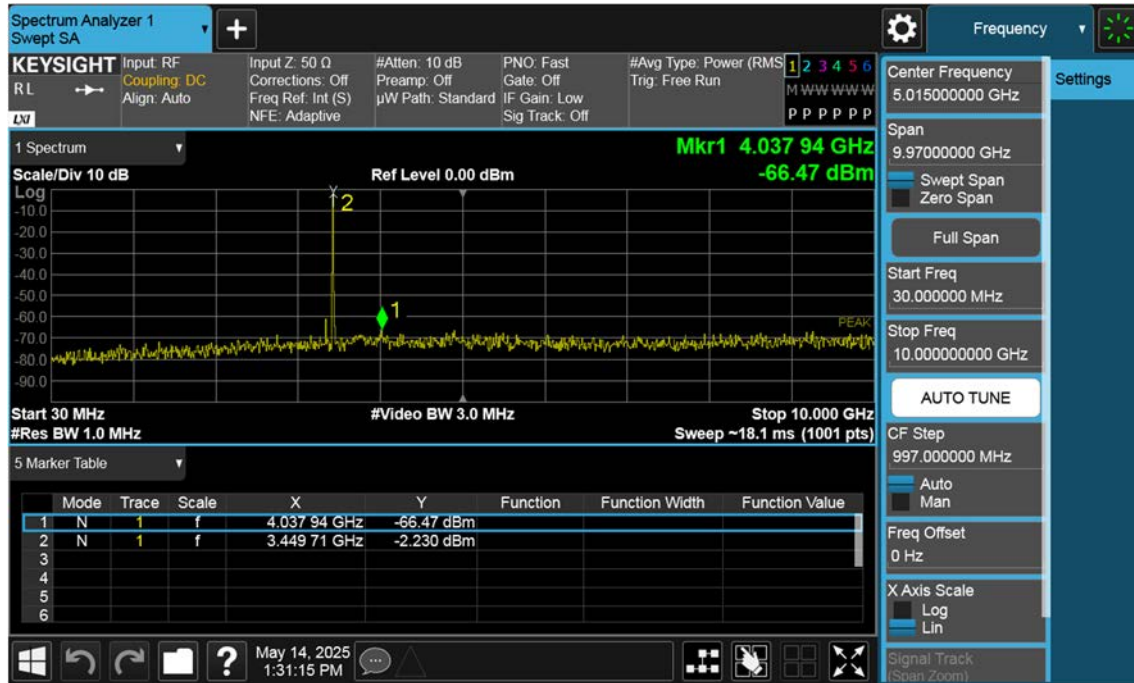 Spectrum Analyzer 1
Swept SA
Frequency
KEYSIGHT
RL
LXI
Input: RF
Coupling: DC
Align: Auto
Input Z: 50 Ω
Corrections: Off
Freq Ref: Int (S)
NFE: Adaptive
#Atten: 10 dB
Preamp: Off
µW Path: Standard
PNO: Fast
Gate: Off
IF Gain: Low
Sig Track: Off
#Avg Type: Power (RMS
Trig: Free Run
1 2 3 4 5 6
M W W W W W
P P P P P P
1 Spectrum
Scale/Div 10 dB
Ref Level 0.00 dBm
Mkr1 4.037 94 GHz
-66.47 dBm
Log
-10.0
-20.0
-30.0
-40.0
-50.0
-60.0
-70.0
-80.0
-90.0
2
1
PEAK
Start 30 MHz
#Video BW 3.0 MHz
Stop 10.000 GHz
#Res BW 1.0 MHz
Sweep ~18.1 ms (1001 pts)
5 Marker Table
Mode Trace Scale X Y Function Function Width Function Value
1 N 1 f 4.037 94 GHz -66.47 dBm
2 N 1 f 3.449 71 GHz -2.230 dBm
3
4
5
6
May 14, 2025
1:31:15 PM
Center Frequency
5.015000000 GHz
Settings
Span
9.97000000 GHz
Swept Span
Zero Span
Full Span
Start Freq
30.000000 MHz
Stop Freq
10.000000000 GHz
AUTO TUNE
CF Step
997.000000 MHz
Auto
Man
Freq Offset
0 Hz
X Axis Scale
Log
Lin
Signal Track
(Span Zoom)